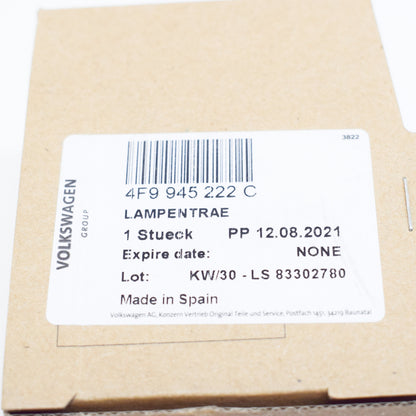 3822
VOLKSWAGEN
GROUP
4F9 945 222 C
LAMPENTRAE
1 Stueck PP 12.08.2021
Expire date: NONE
Lot: KW/30 - LS 83302780
Made in Spain
Volkswagen AG, Konzern Vertrieb Original Teile und Service, Postfach 1451, 34219 Baunatal